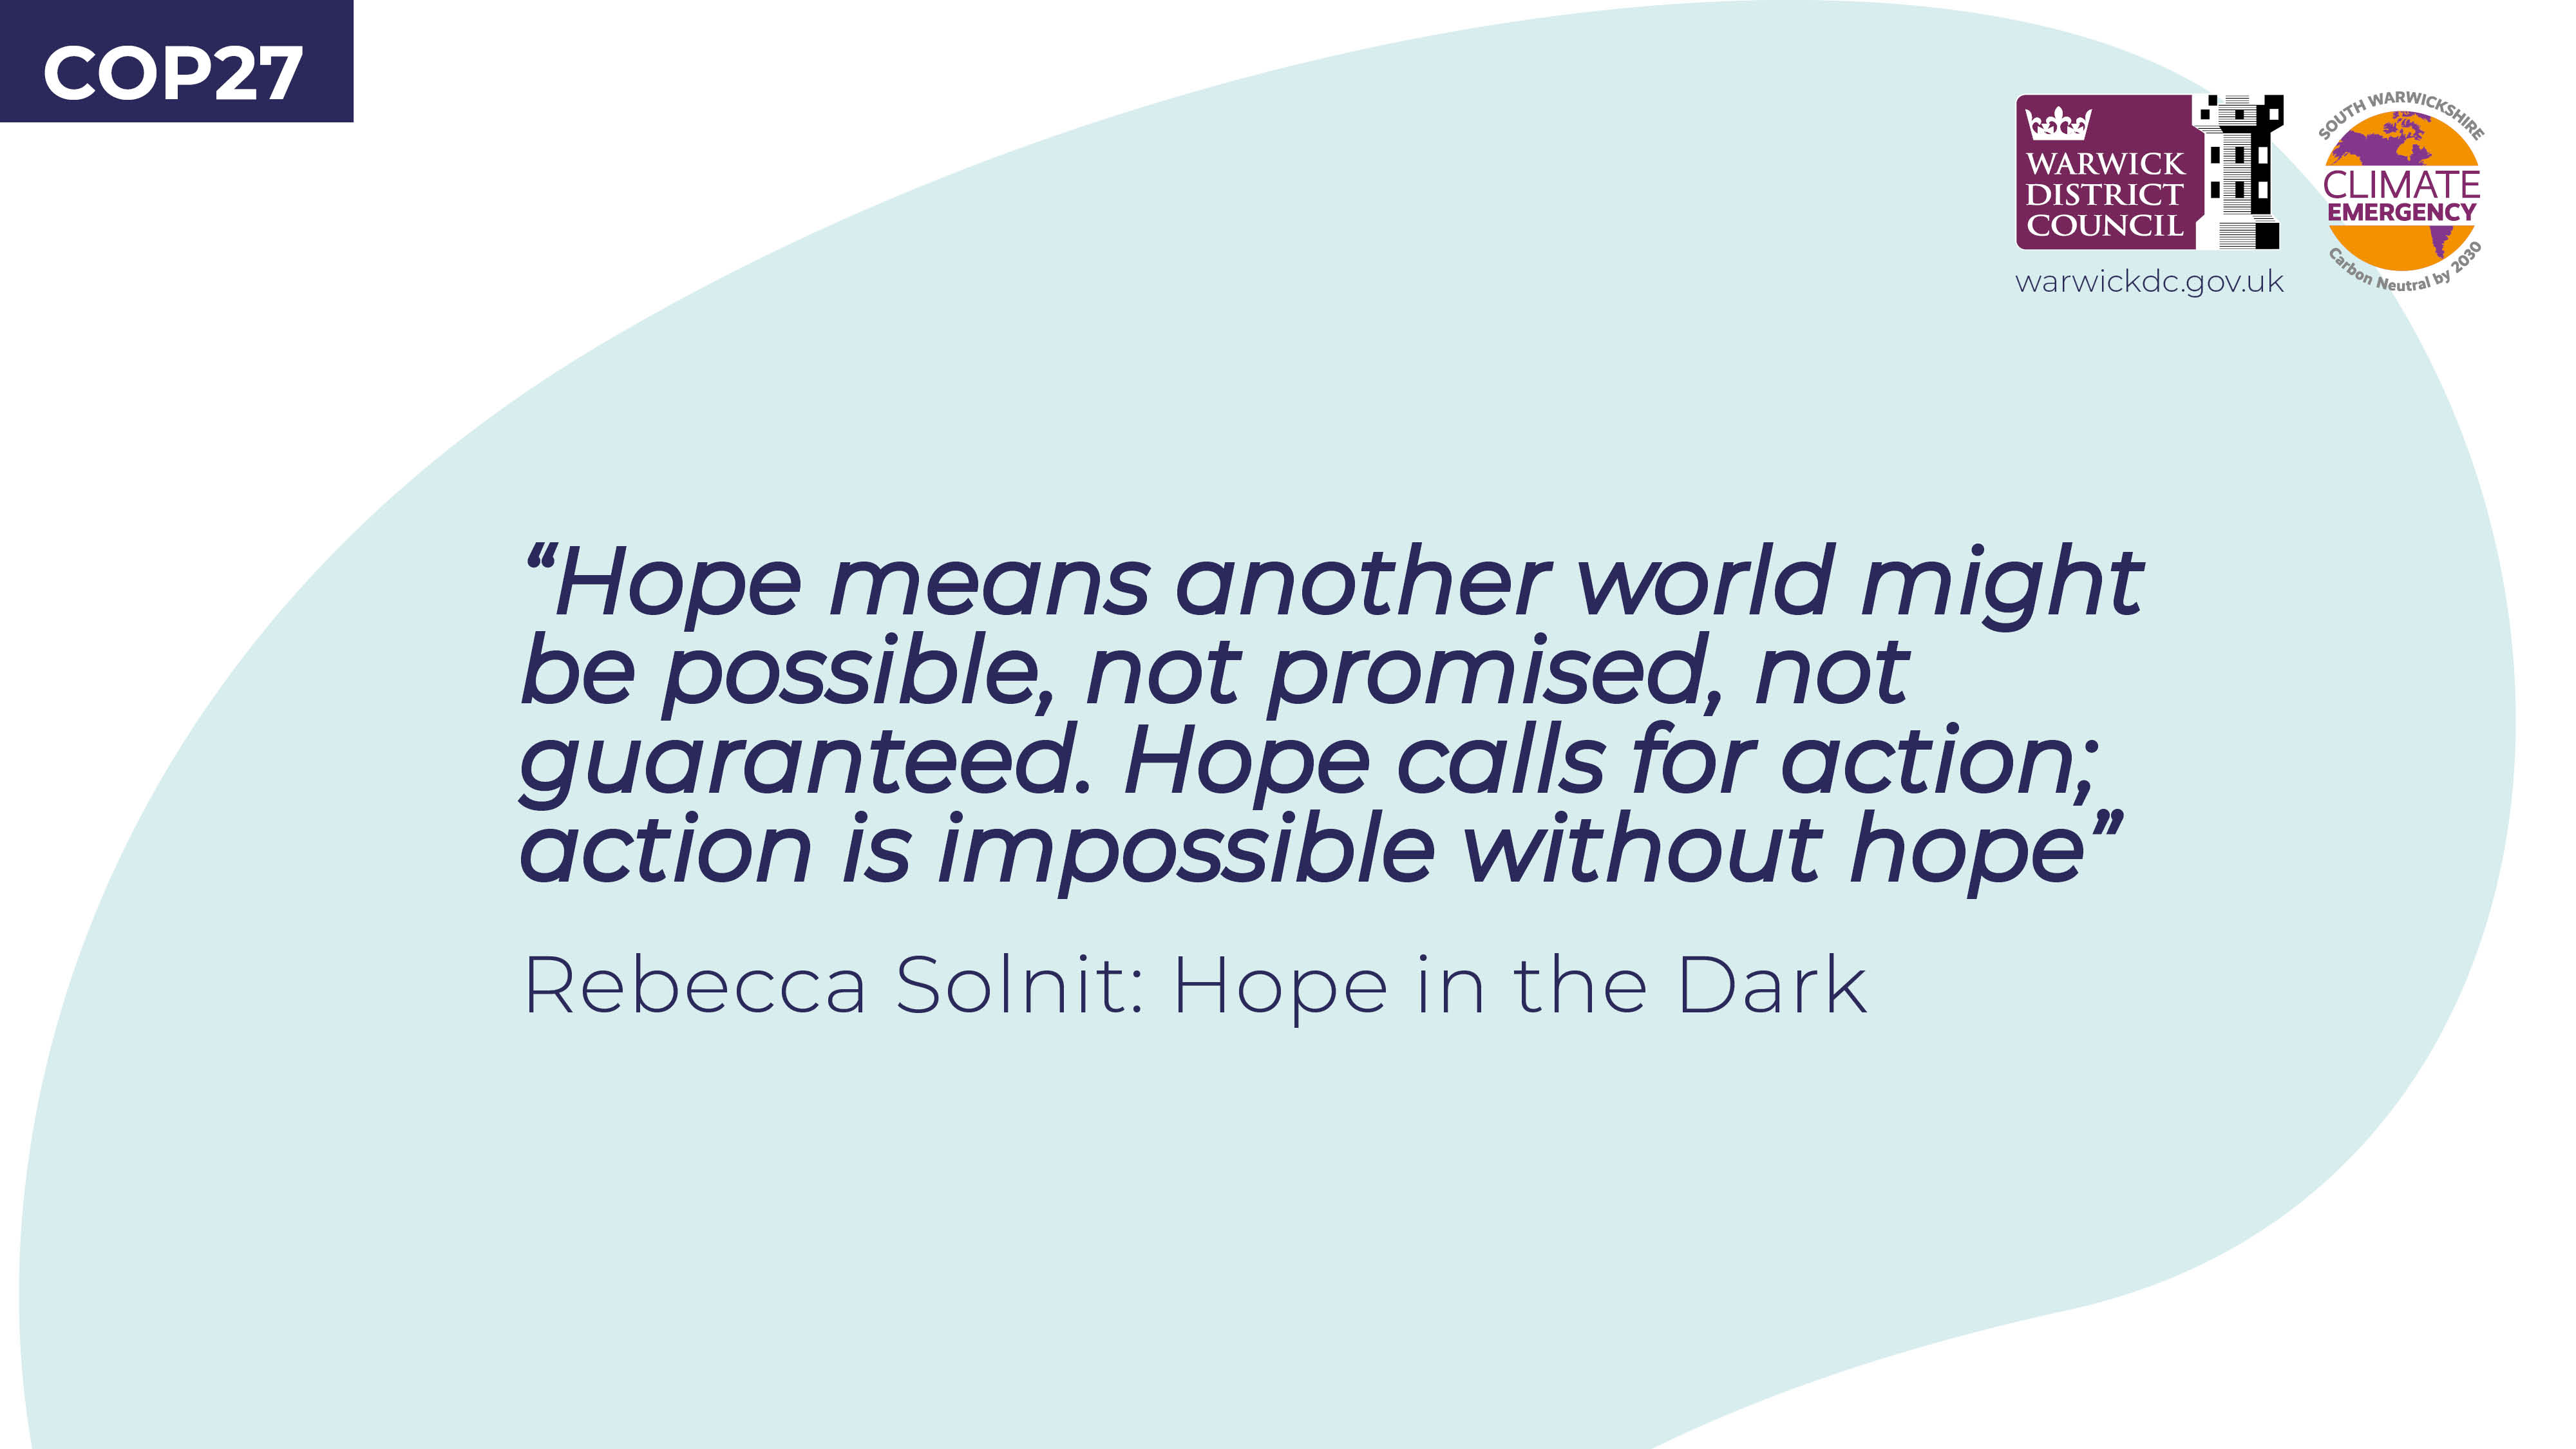 COP27
WARWICK
DISTRICT
COUNCIL
warwickdc.gov.uk
SOUTH WARWICKSHIRE
CLIMATE
EMERGENCY
Carbon Neutral by 2030
“Hope means another world might
be possible, not promised, not
guaranteed. Hope calls for action;
action is impossible without hope”
Rebecca Solnit: Hope in the Dark